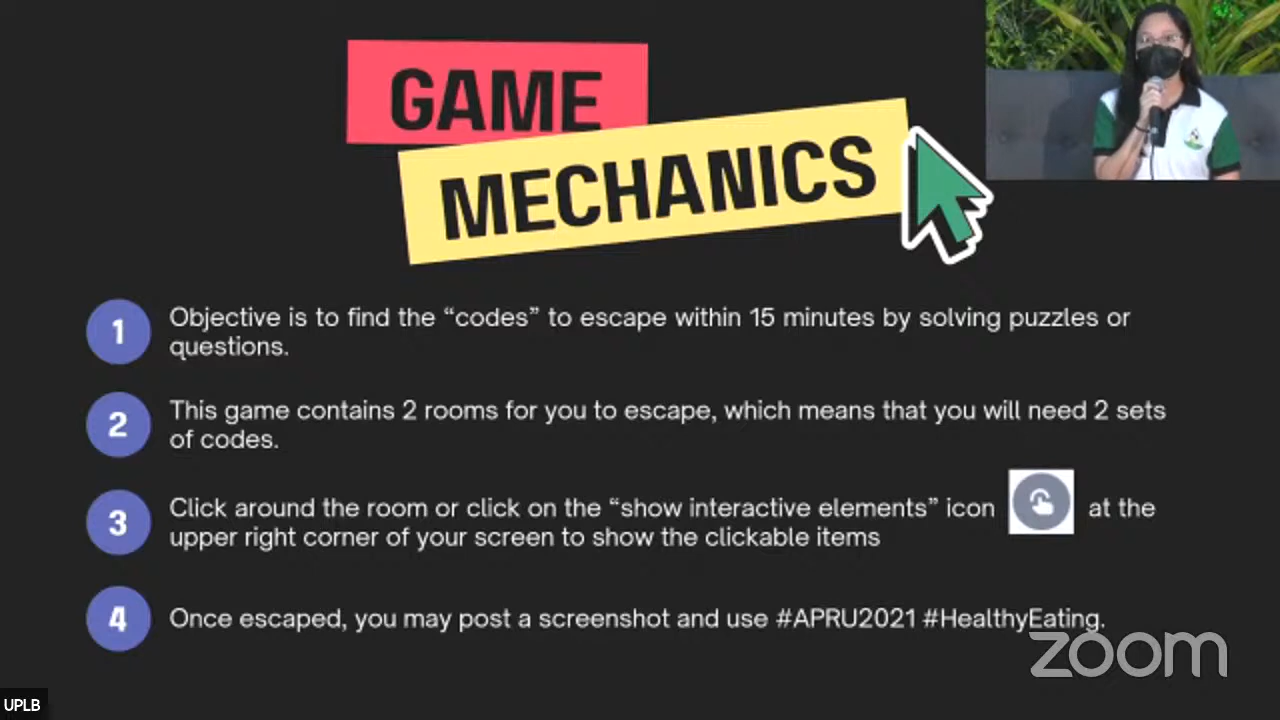 GAME
MECHANICS
1
Objective is to find the “codes” to escape within 15 minutes by solving puzzles or
questions.
2
This game contains 2 rooms for you to escape, which means that you will need 2 sets
of codes.
3
Click around the room or click on the “show interactive elements” icon at the
upper right corner of your screen to show the clickable items
4
Once escaped, you may post a screenshot and use #APRU2021 #HealthyEating.
zoom
UPLB